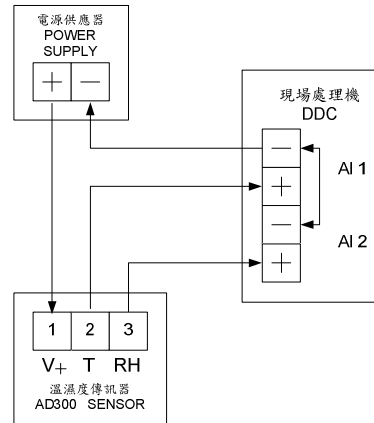 電源供應器
POWER
SUPPLY
+ −
現場處理機
DDC
−
+
−
+
AI 1
AI 2
1 2 3
V+ T RH
溫濕度傳訊器
AD300 SENSOR